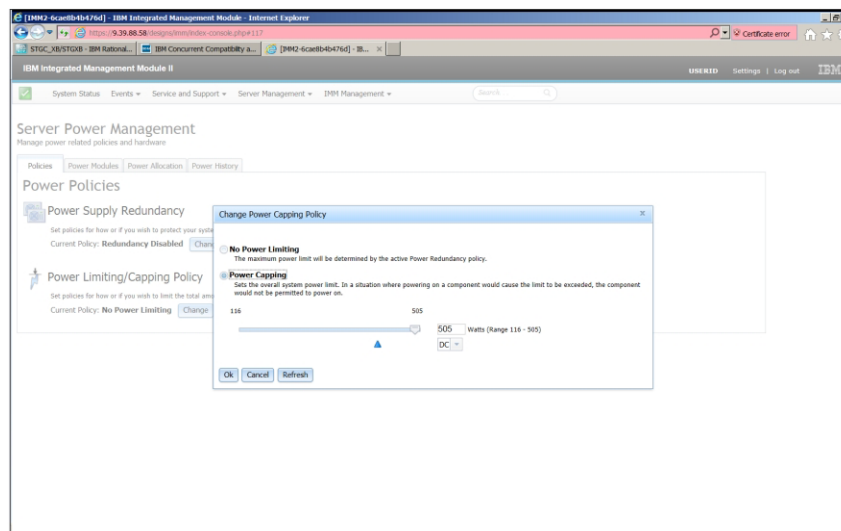 [IMM2-6cae8b4b476d] - IBM Integrated Management Module - Internet Explorer
https://9.39.88.58/designs/imm/index-console.php#117
Certificate error
STGC_XB/STGXB - IBM Rational...
IBM Concurrent Compatibility a...
[IMM2-6cae8b4b476d] - IB...
IBM Integrated Management Module II
USERID
Settings | Log out
IBM
System Status
Events
Service and Support
Server Management
IMM Management
Search
Server Power Management
Manage power related policies and hardware
Policies
Power Modules
Power Allocation
Power History
Power Policies
Power Supply Redundancy
Set policies for how or if you wish to protect your syste
Current Policy: Redundancy Disabled
Chan
Power Limiting/Capping Policy
Set policies for how or if you wish to limit the total amo
Current Policy: No Power Limiting
Change
Change Power Capping Policy
x
No Power Limiting
The maximum power limit will be determined by the active Power Redundancy policy.
Power Capping
Sets the overall system power limit. In a situation where powering on a component would cause the limit to be exceeded, the component
would not be permitted to power on.
116
505
505
Watts (Range 116 - 505)
DC
Ok
Cancel
Refresh